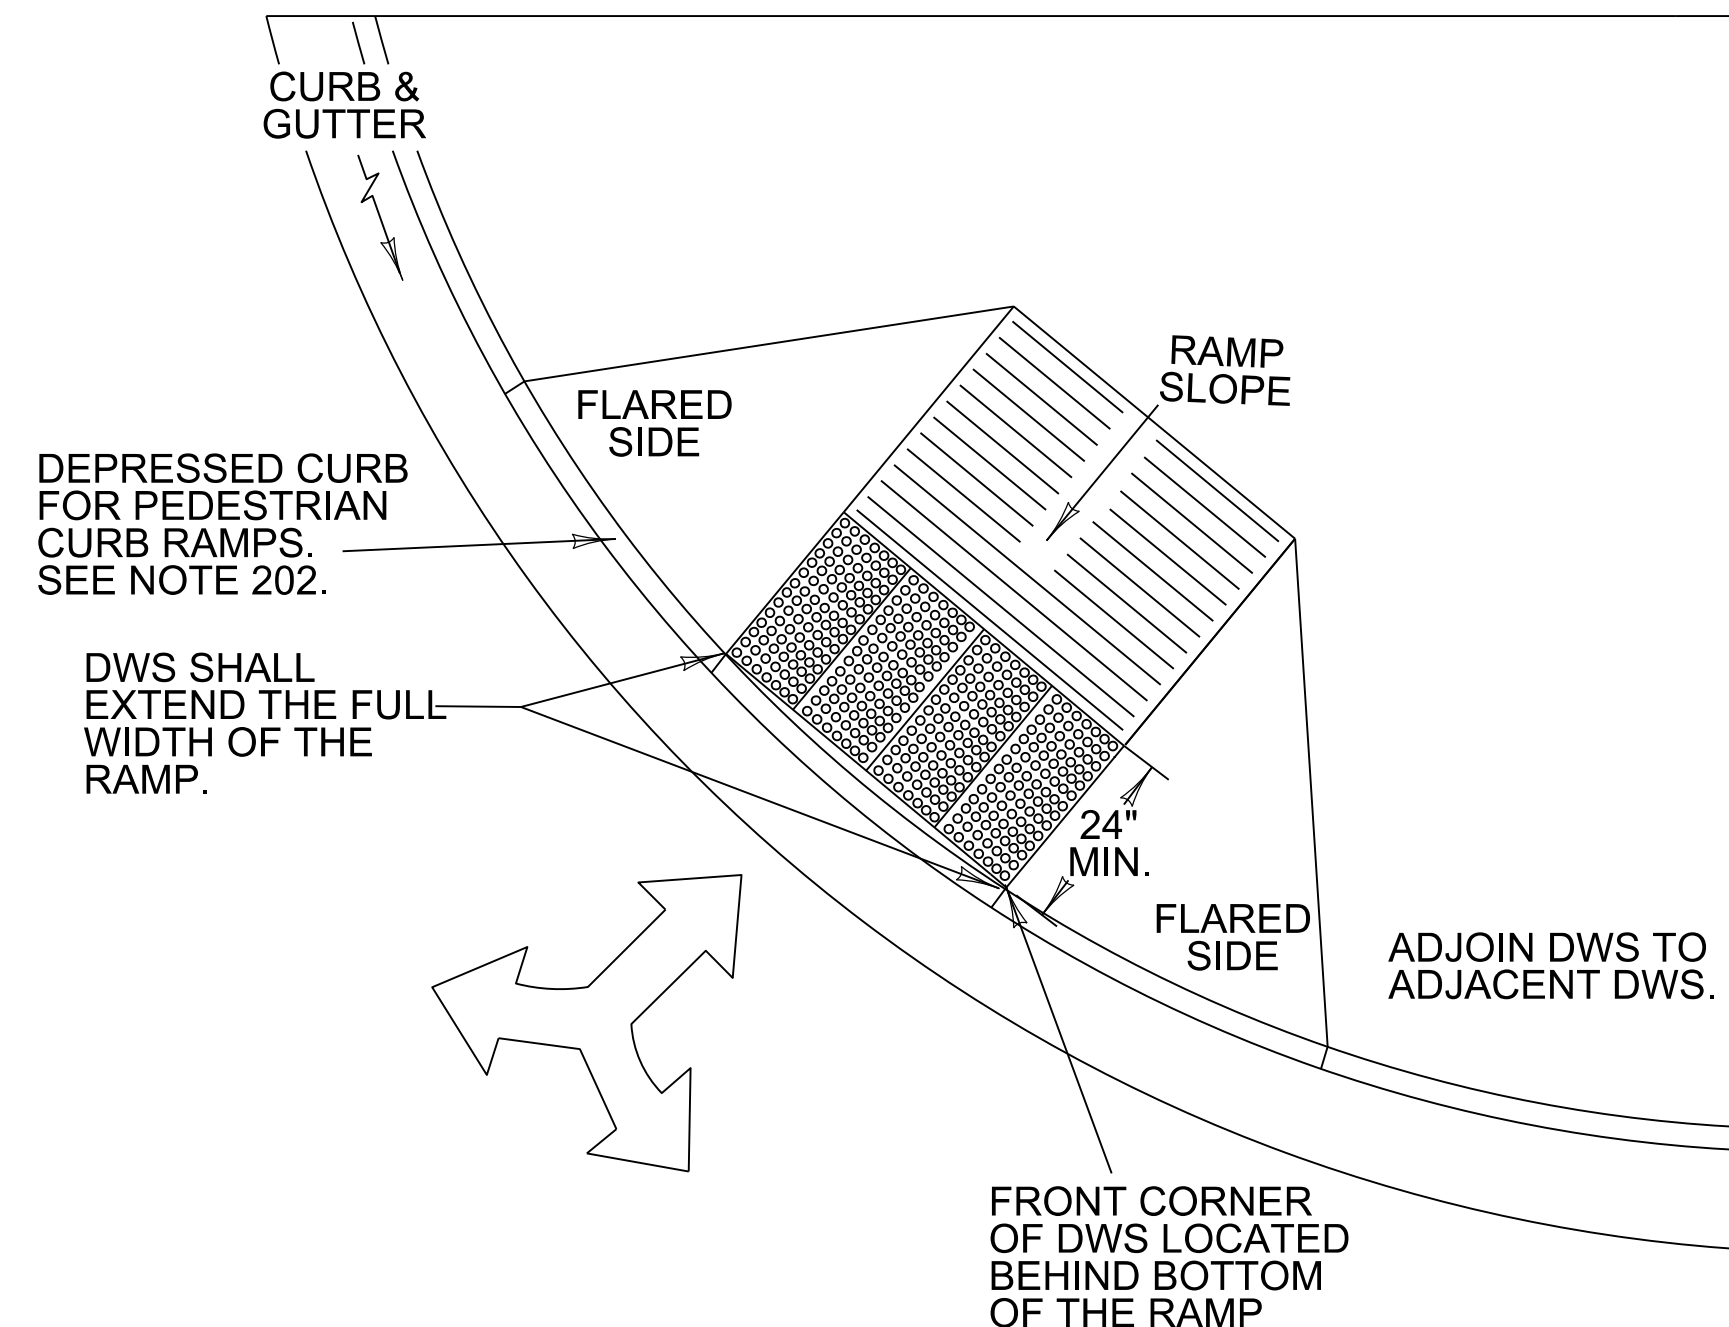 CURB &
GUTTER
RAMP
SLOPE
FLARED
SIDE
DEPRESSED CURB
FOR PEDESTRIAN
CURB RAMPS.
SEE NOTE 202.
DWS SHALL
EXTEND THE FULL
WIDTH OF THE
RAMP.
24"
MIN.
FLARED
SIDE
ADJOIN DWS TO
ADJACENT DWS.
FRONT CORNER
OF DWS LOCATED
BEHIND BOTTOM
OF THE RAMP